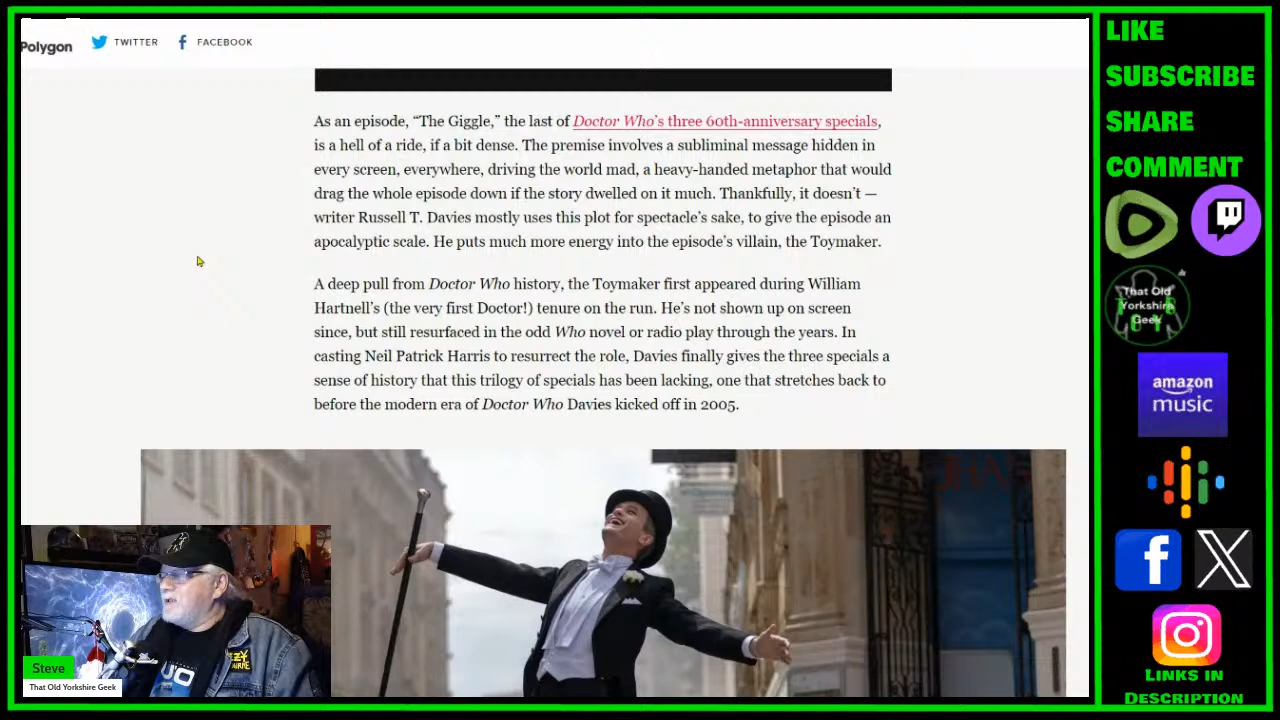 Polygon
TWITTER
FACEBOOK
As an episode, “The Giggle,” the last of Doctor Who’s three 60th-anniversary specials,
is a hell of a ride, if a bit dense. The premise involves a subliminal message hidden in
every screen, everywhere, driving the world mad, a heavy-handed metaphor that would
drag the whole episode down if the story dwelled on it much. Thankfully, it doesn’t —
writer Russell T. Davies mostly uses this plot for spectacle’s sake, to give the episode an
apocalyptic scale. He puts much more energy into the episode’s villain, the Toymaker.
A deep pull from Doctor Who history, the Toymaker first appeared during William
Hartnell’s (the very first Doctor!) tenure on the run. He’s not shown up on screen
since, but still resurfaced in the odd Who novel or radio play through the years. In
casting Neil Patrick Harris to resurrect the role, Davies finally gives the three specials a
sense of history that this trilogy of specials has been lacking, one that stretches back to
before the modern era of Doctor Who Davies kicked off in 2005.
Steve
That Old Yorkshire Geek
LIKE
SUBSCRIBE
SHARE
COMMENT
That Old
Yorkshire
Geek
amazon
music
LINKS IN
DESCRIPTION